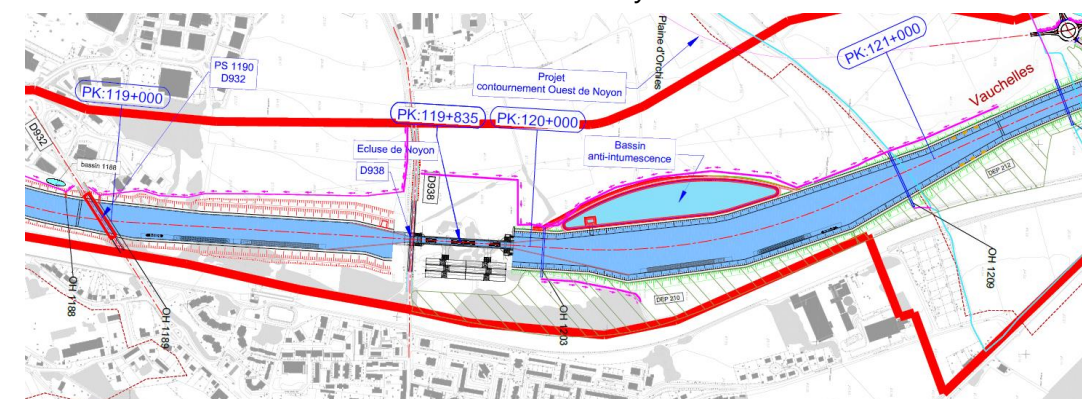 Plaine d'Orchies
PK:121+000
PS 1190
D932
Projet
contournement Ouest de Noyon
Vauchelles
PK:119+000
PK:119+835
PK:120+000
D932
Bassin
anti-intumescence
Ecluse de Noyon
bassin 1188
D938
D938
DEP 212
OH 1209
OH 1188
OH 1189
OH 1203
DEP 210